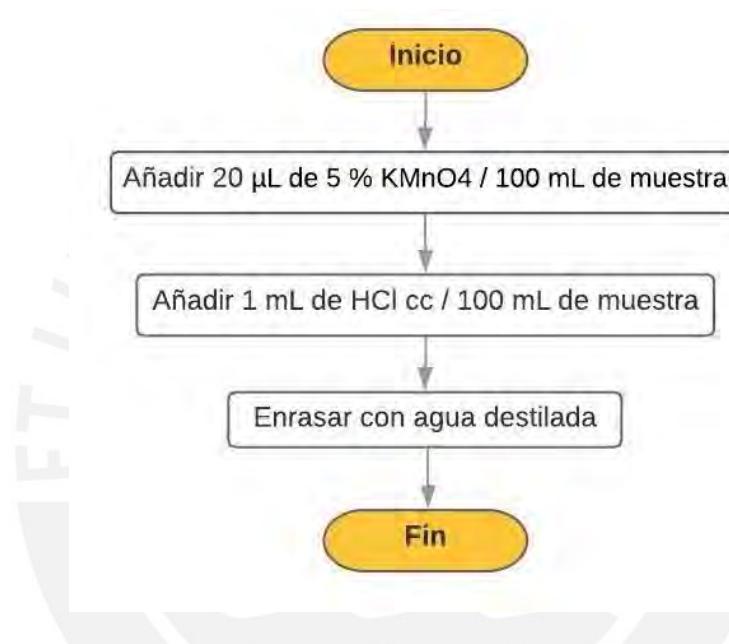 Inicio
Añadir 20 µL de 5 % KMnO4 / 100 mL de muestra
Añadir 1 mL de HCl cc / 100 mL de muestra
Enrasar con agua destilada
Fin